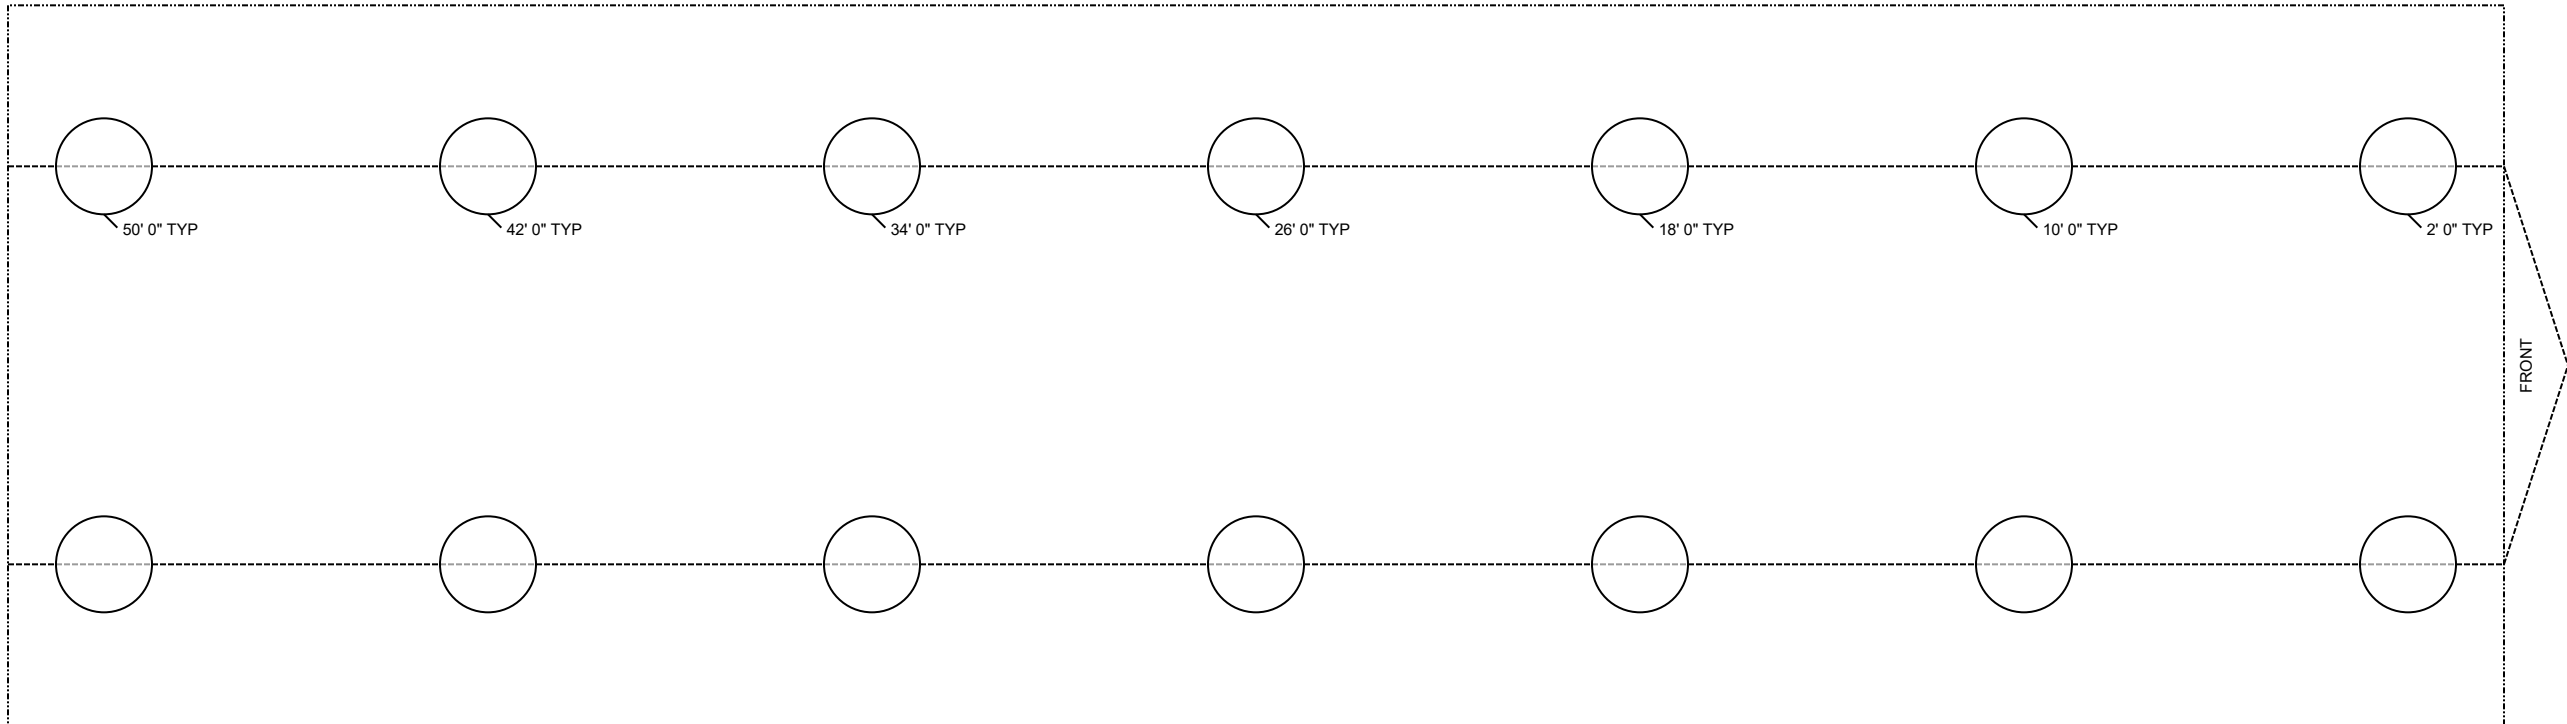 50' 0" TYP
42' 0" TYP
34' 0" TYP
26' 0" TYP
18' 0" TYP
10' 0" TYP
2' 0" TYP
FRONT